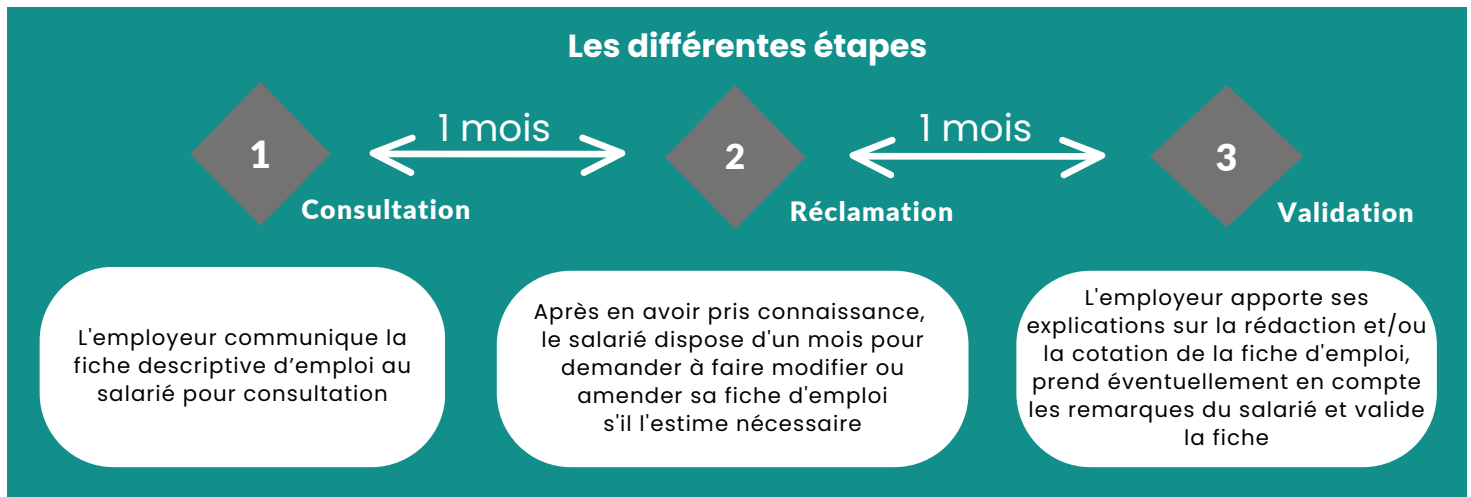 Les différentes étapes
1
1 mois
2
1 mois
3
Consultation
Réclamation
Validation
L'employeur communique la
fiche descriptive d’emploi au
salarié pour consultation
Après en avoir pris connaissance,
le salarié dispose d'un mois pour
demander à faire modifier ou
amender sa fiche d'emploi
s'il l'estime nécessaire
L'employeur apporte ses
explications sur la rédaction et/ou
la cotation de la fiche d'emploi,
prend éventuellement en compte
les remarques du salarié et valide
la fiche